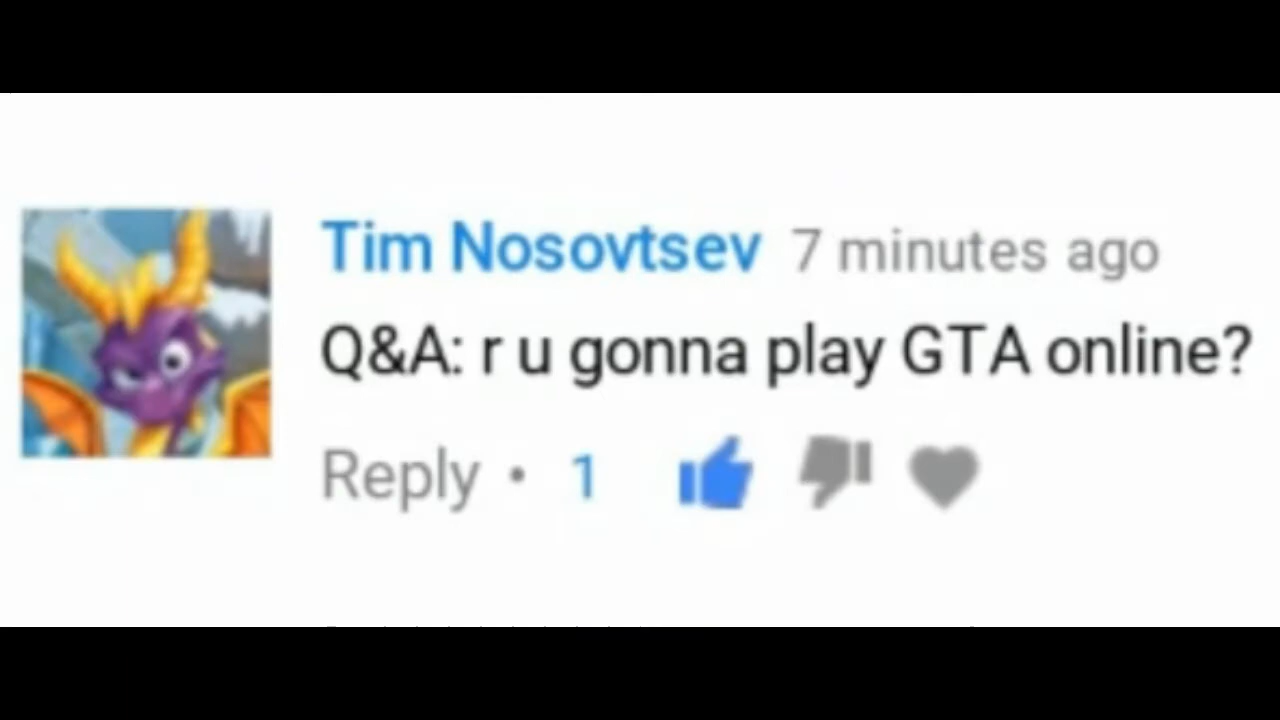 Tim Nosovtsev 7 minutes ago
Q&A: r u gonna play GTA online?
Reply • 1